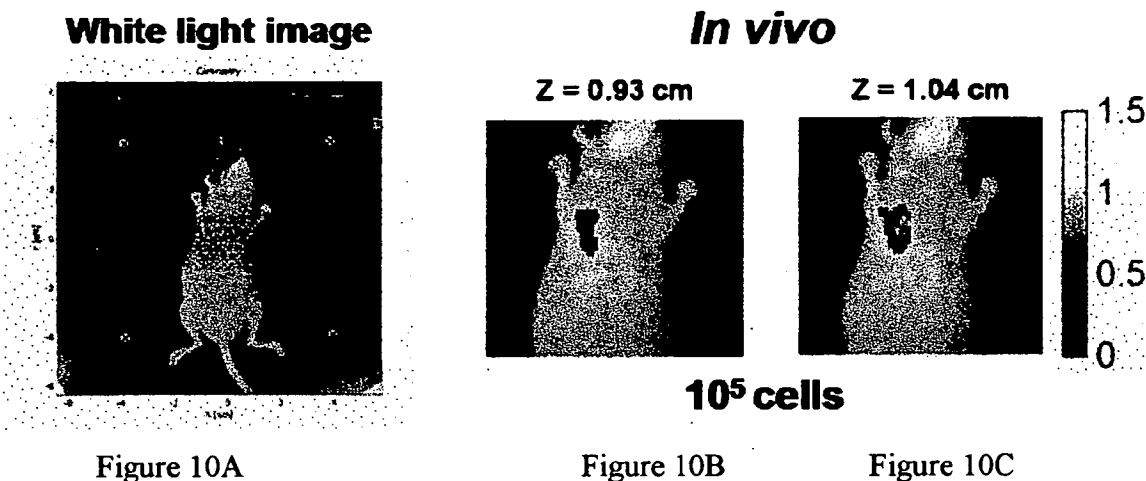 White light image
In vivo
Z = 0.93 cm
Z = 1.04 cm
1.5
1
0.5
0
10⁵ cells
Figure 10A
Figure 10B
Figure 10C